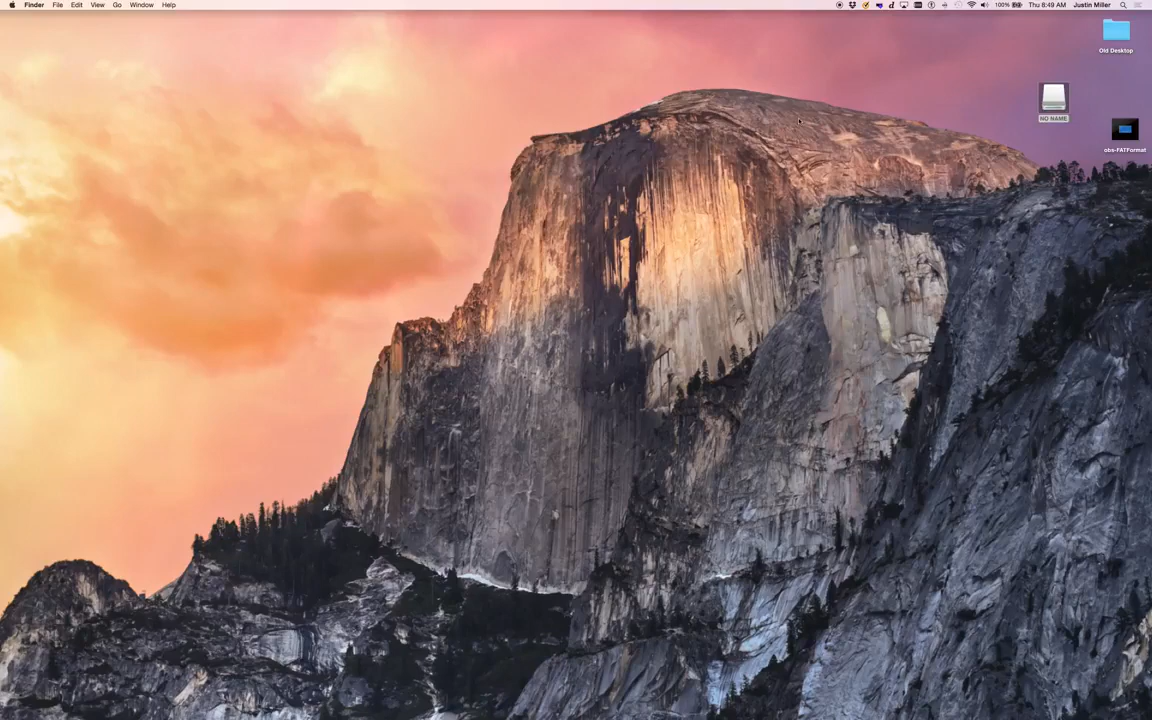 Finder File Edit View Go Window Help
100% Thu 8:49 AM Justin Miller
Old Desktop
NO NAME
obs-FATFormat